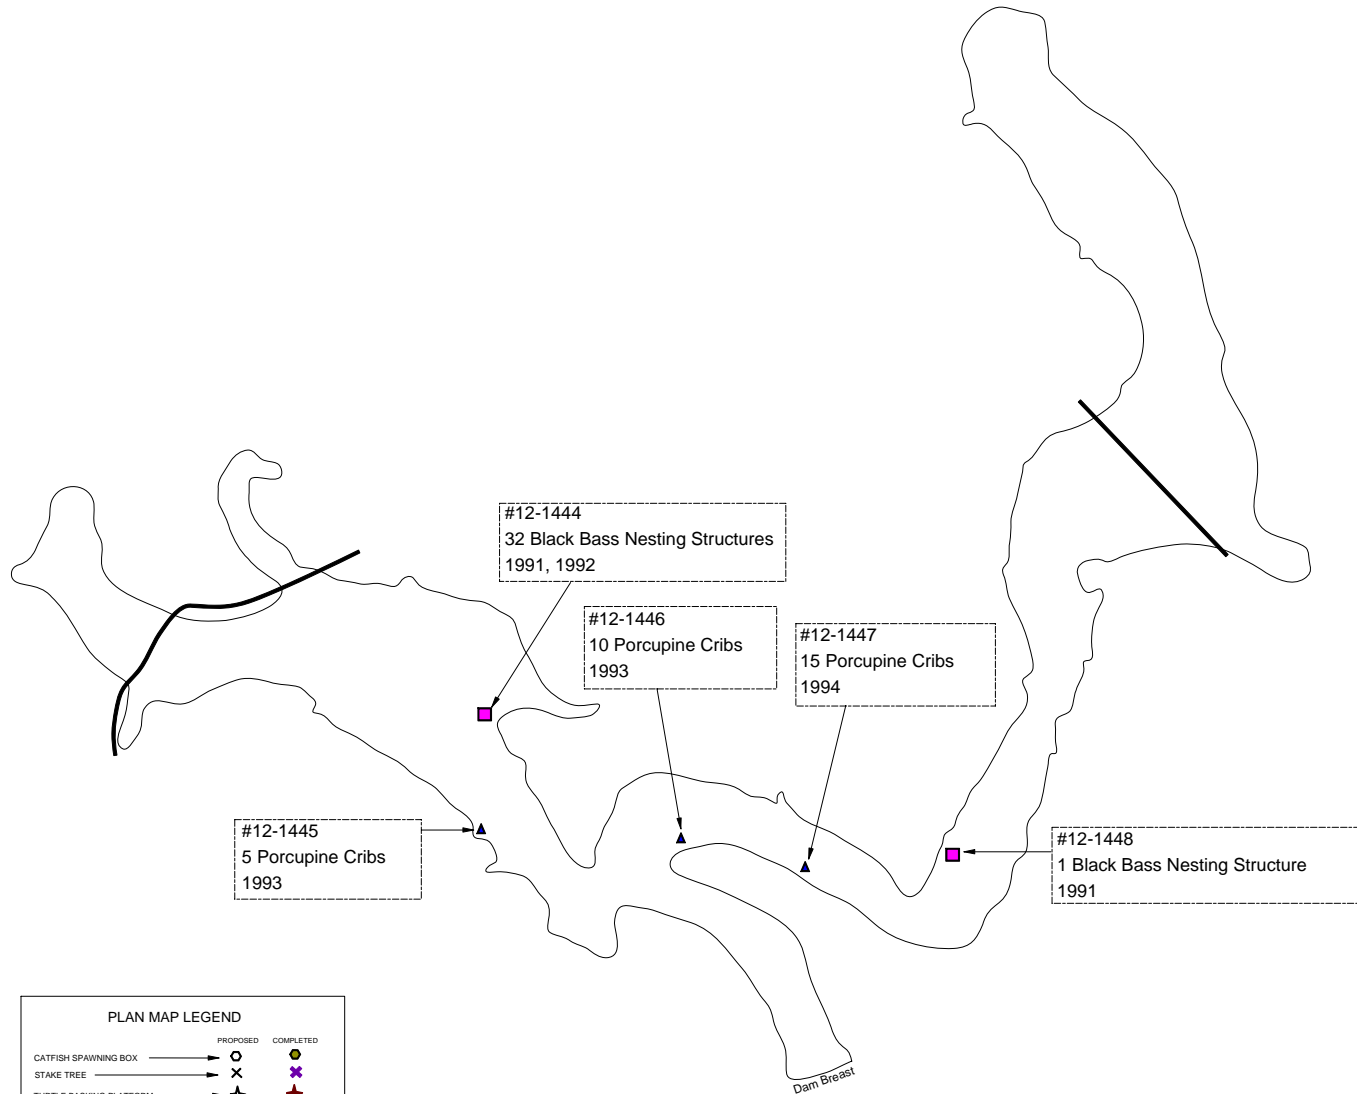 #12-1444
32 Black Bass Nesting Structures
1991, 1992
#12-1446
10 Porcupine Cribs
1993
#12-1447
15 Porcupine Cribs
1994
#12-1445
5 Porcupine Cribs
1993
#12-1448
1 Black Bass Nesting Structure
1991
Dam Breast
PLAN MAP LEGEND
PROPOSED COMPLETED
CATFISH SPAWNING BOX
STAKE TREE